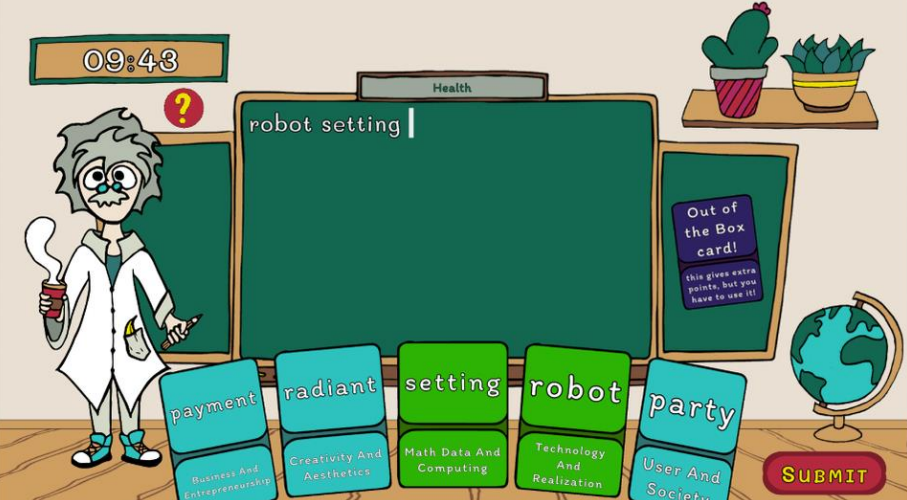 09:43
?
Health
robot setting
Out of
the Box
card!
this gives extra
points, but you
have to use it!
payment
Business And
Entrepreneurship
radiant
Creativity And
Aesthetics
setting
Math Data And
Computing
robot
Technology
And
Realization
party
User And
Society
SUBMIT